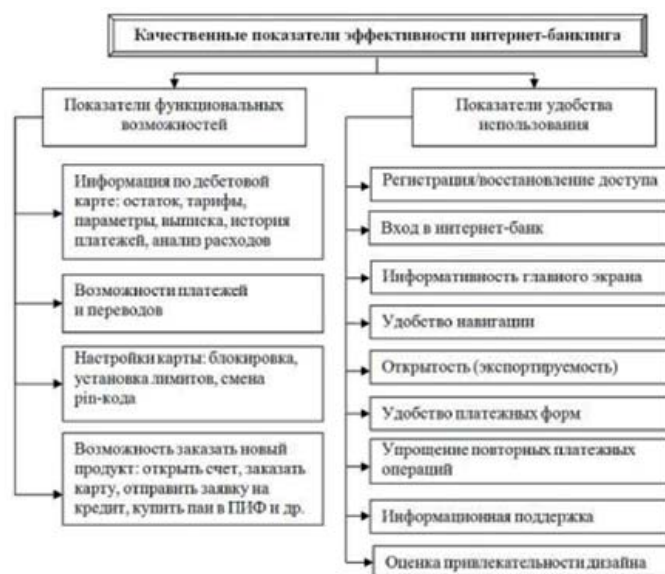 Качественные показатели эффективности интернет-банкинга
Показатели функциональных
возможностей
Информация по дебетовой
карте: остаток, тарифы,
параметры, выписка, история
платежей, анализ расходов
Возможности платежей
и переводов
Настройки карты: блокировка,
установка лимитов, смена
pin-кода
Возможность заказать новый
продукт: открыть счет, заказать
карту, отправить заявку на
кредит, купить паи в ПИФ и др.
Показатели удобства
использования
Регистрация/восстановление доступа
Вход в интернет-банк
Информативность главного экрана
Удобство навигации
Открытость (экспортируемость)
Удобство платежных форм
Упрощение повторных платежных
операций
Информационная поддержка
Оценка привлекательности дизайна